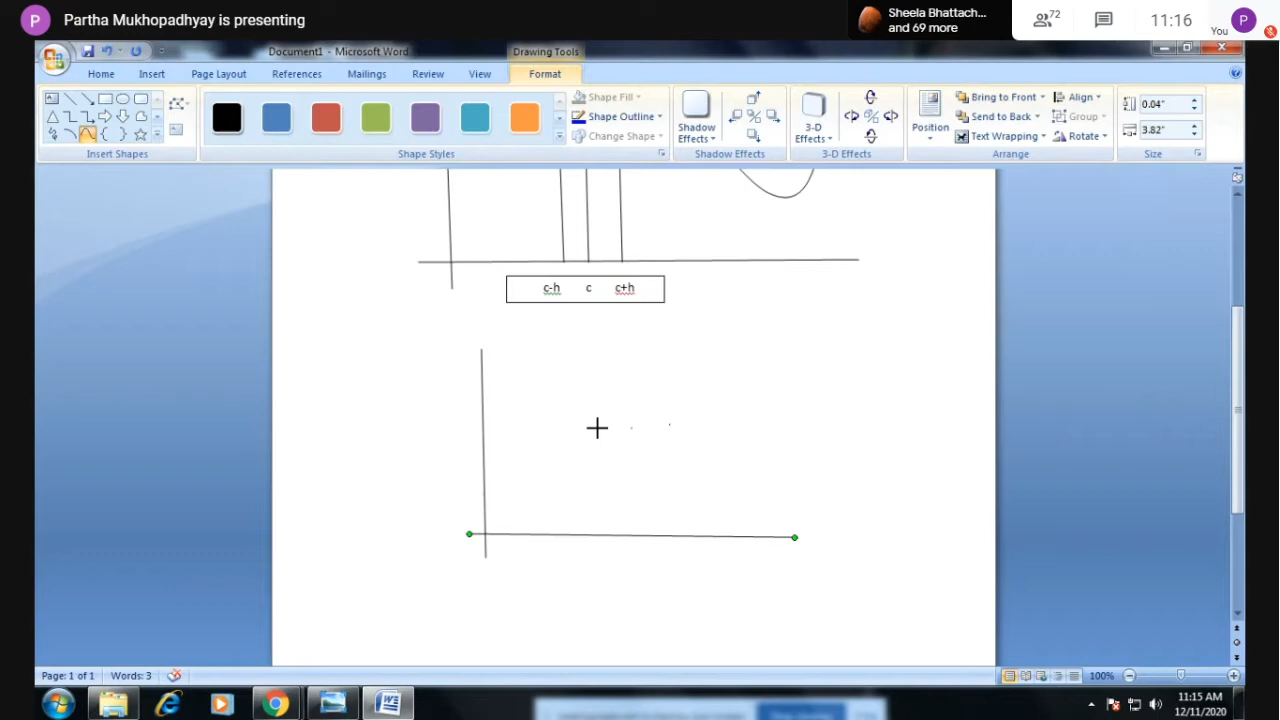 P Partha Mukhopadhyay is presenting
Sheela Bhattach...
and 69 more
72
11:16
You
P
Document1 - Microsoft Word
Drawing Tools
Home Insert Page Layout References Mailings Review View Format
Shape Fill
Shape Outline
Change Shape
Shadow Effects
3-D Effects
Position
Bring to Front
Send to Back
Text Wrapping
Align
Group
Rotate
0.04"
3.82"
Insert Shapes Shape Styles Shadow Effects 3-D Effects Arrange Size
c-h c c+h
Page: 1 of 1 Words: 3 100%
11:15 AM
12/11/2020